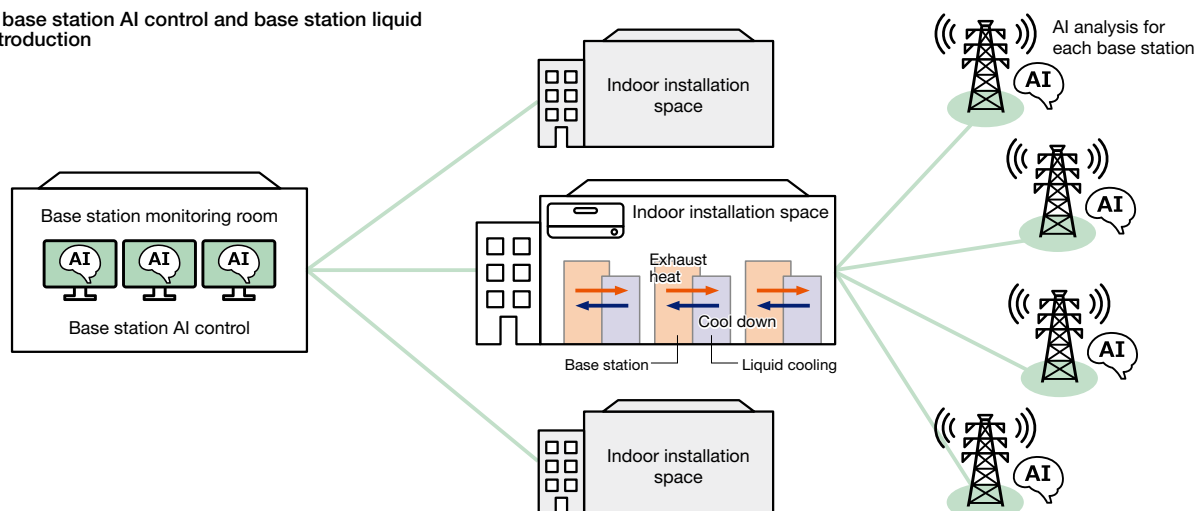 base station AI control and base station liquid
troduction
AI analysis for
each base station
AI
Indoor installation
space
AI
Base station monitoring room
AI AI AI
Base station AI control
Indoor installation space
Exhaust
heat
Cool down
Base station
Liquid cooling
AI
Indoor installation
space
AI